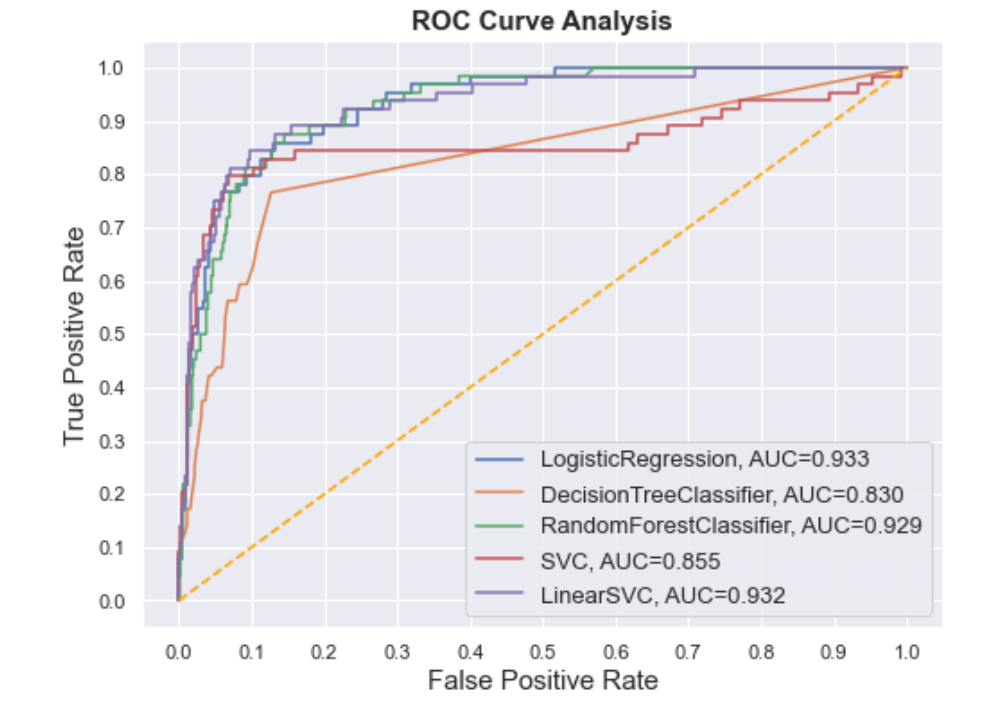 ROC Curve Analysis
1.0
0.9
0.8
0.7
0.6
0.5
0.4
0.3
0.2
0.1
0.0
True Positive Rate
LogisticRegression, AUC=0.933
DecisionTreeClassifier, AUC=0.830
RandomForestClassifier, AUC=0.929
SVC, AUC=0.855
LinearSVC, AUC=0.932
0.0 0.1 0.2 0.3 0.4 0.5 0.6 0.7 0.8 0.9 1.0
False Positive Rate